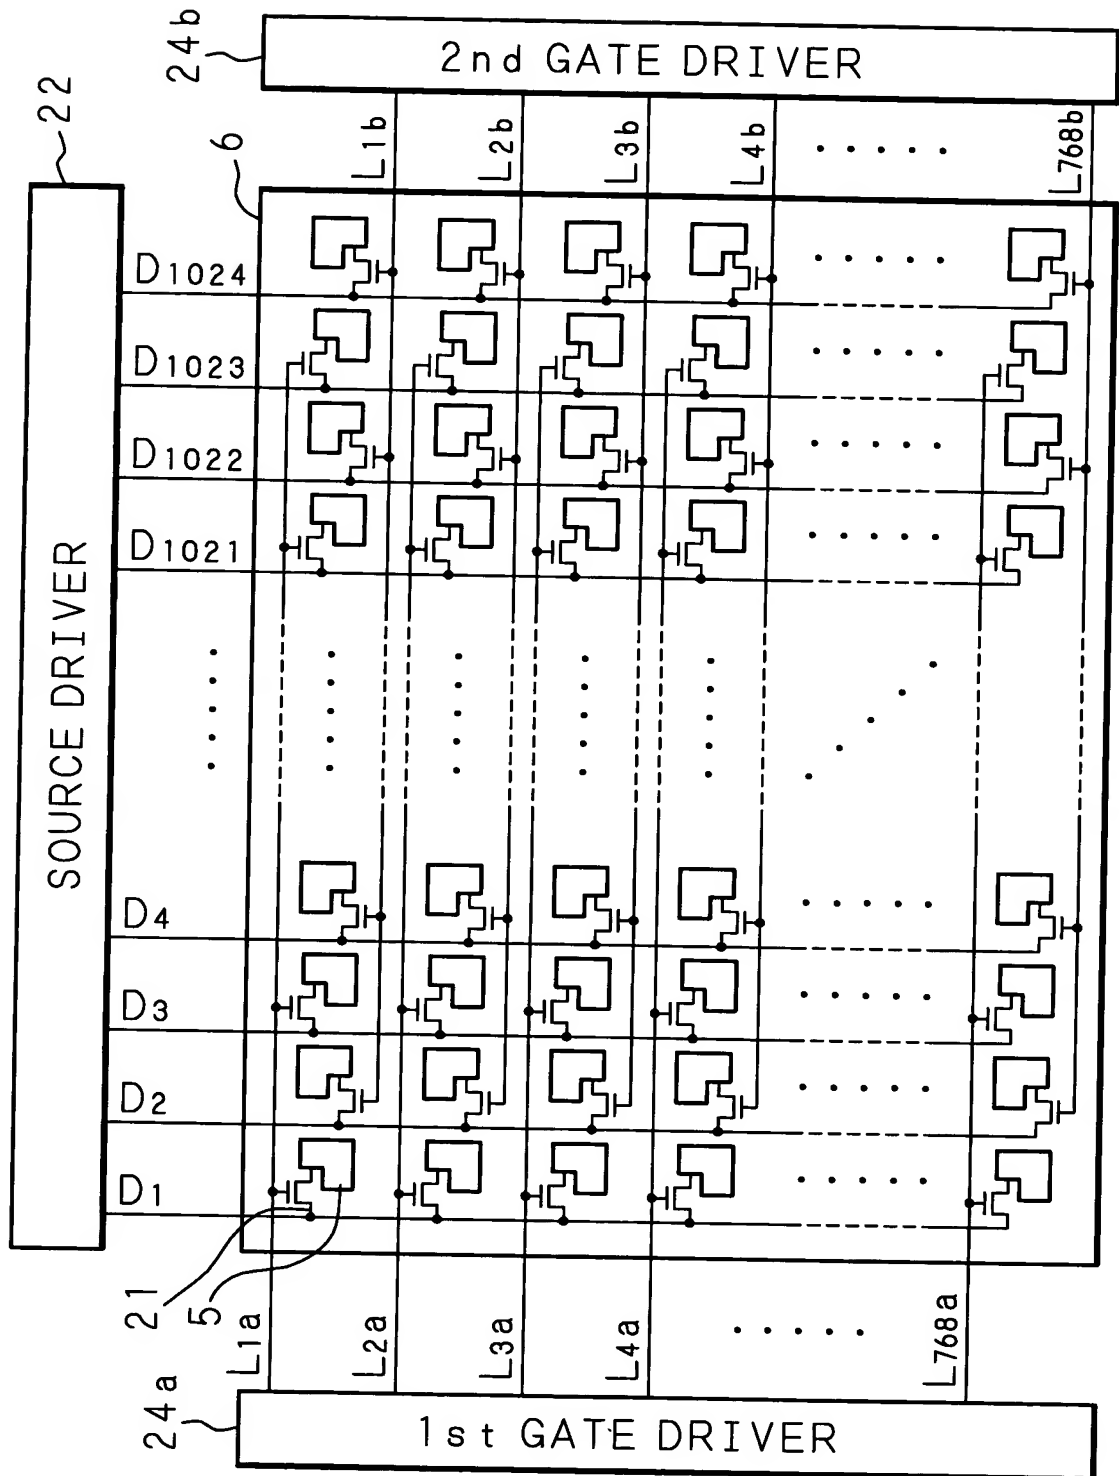 24b
2nd GATE DRIVER
22
SOURCE DRIVER
6
L1b
L2b
L3b
L4b
L768b
D1024
D1023
D1022
D1021
D4
D3
D2
D1
21
5
L1a
L2a
L3a
L4a
L768a
24a
1st GATE DRIVER